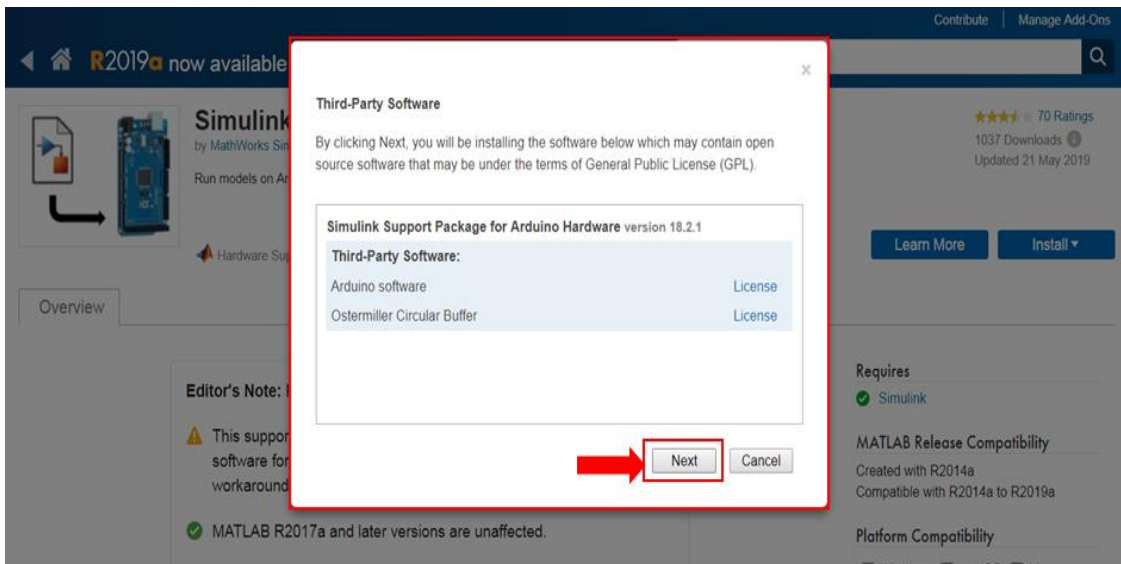 Contribute | Manage Add-Ons
R2019a now available
Simulink
by MathWorks Sim
Run models on Ar
Hardware Sup
70 Ratings
1037 Downloads
Updated 21 May 2019
Learn More
Install
Overview
×
Third-Party Software
By clicking Next, you will be installing the software below which may contain open
source software that may be under the terms of General Public License (GPL).
Simulink Support Package for Arduino Hardware version 18.2.1
Third-Party Software:
Arduino software License
Ostermiller Circular Buffer License
Next
Cancel
Editor's Note:
This suppor
software for
workaround
MATLAB R2017a and later versions are unaffected.
Requires
Simulink
MATLAB Release Compatibility
Created with R2014a
Compatible with R2014a to R2019a
Platform Compatibility